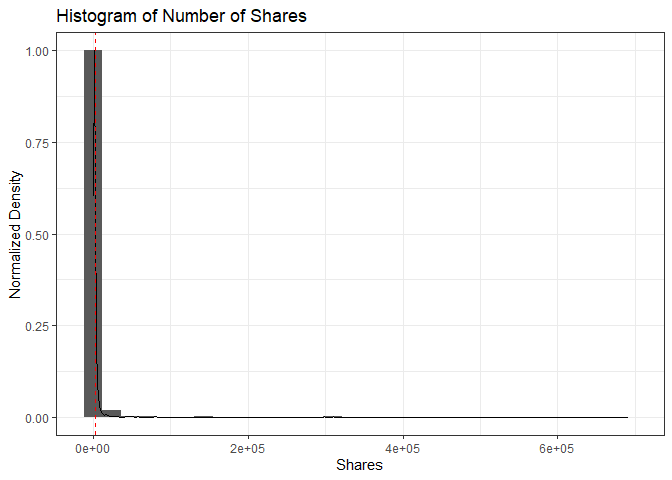 Histogram of Number of Shares
1.00
0.75
0.50
0.25
0.00
Normalized Density
0e+00 2e+05 4e+05 6e+05
Shares